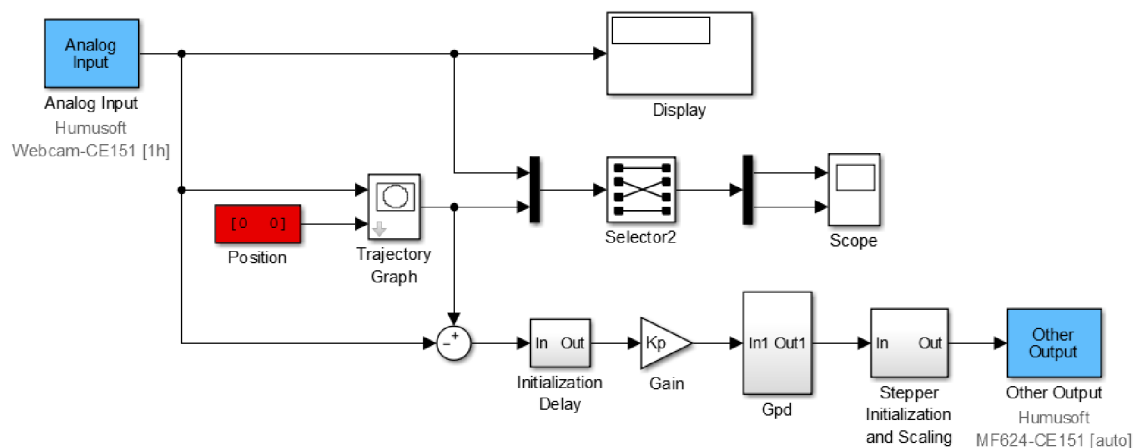 Analog
Input
Analog Input
Humusoft
Webcam-CE151 [1h]
Display
[0 0]
Position
Trajectory
Graph
Selector2
Scope
− +
In Out
Initialization
Delay
Kp
Gain
In1 Out1
Gpd
In Out
Stepper
Initialization
and Scaling
Other
Output
Other Output
Humusoft
MF624-CE151 [auto]